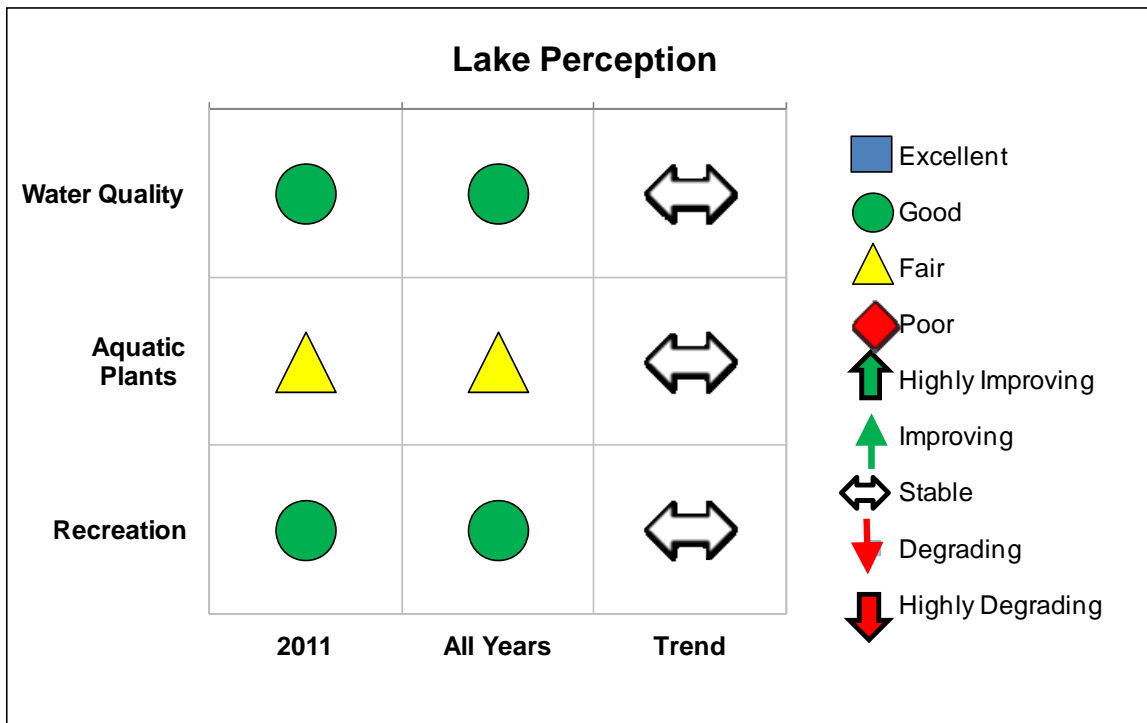 Lake Perception
Water Quality
Aquatic
Plants
Recreation
2011
All Years
Trend
Excellent
Good
Fair
Poor
Highly Improving
Improving
Stable
Degrading
Highly Degrading